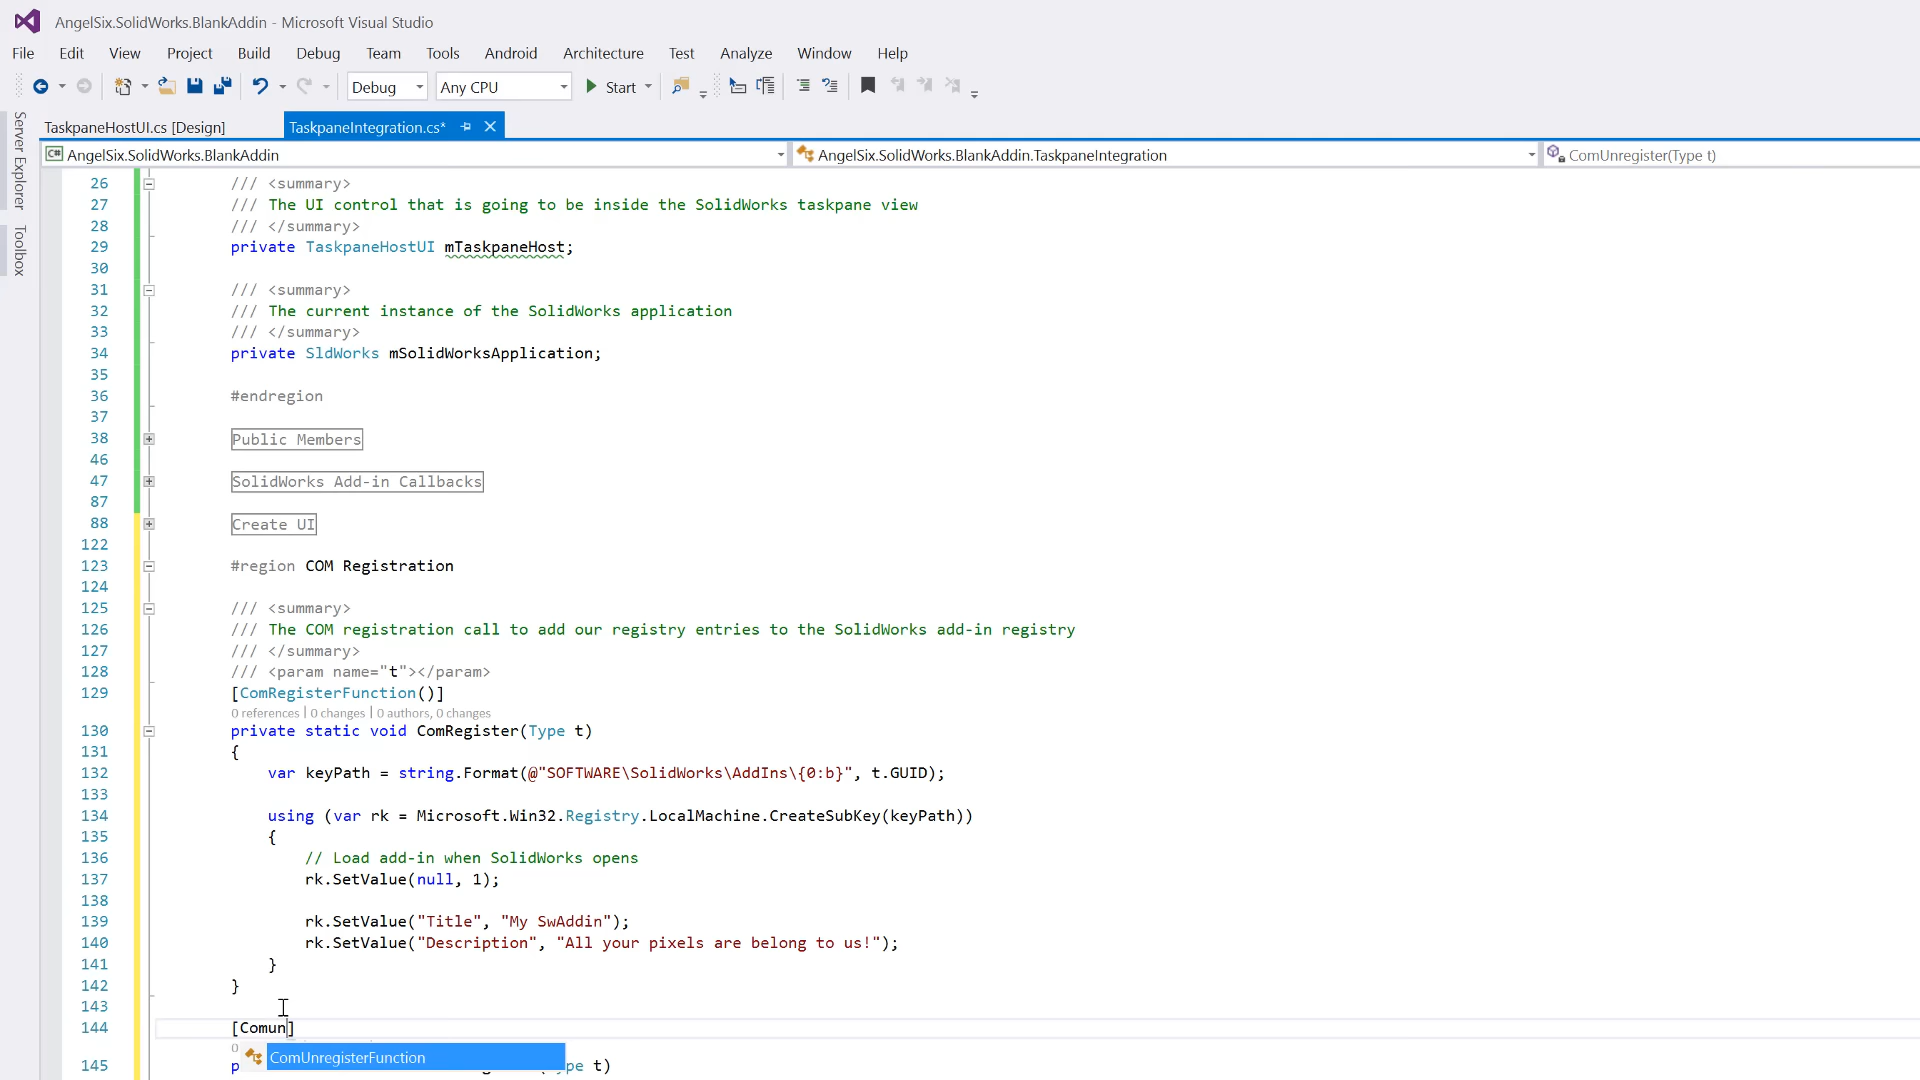 AngelSix.SolidWorks.BlankAddin - Microsoft Visual Studio
File Edit View Project Build Debug Team Tools Android Architecture Test Analyze Window Help
Debug Any CPU Start
Server Explorer
Toolbox
TaskpaneHostUI.cs [Design] TaskpaneIntegration.cs*
C# AngelSix.SolidWorks.BlankAddin AngelSix.SolidWorks.BlankAddin.TaskpaneIntegration ComUnregister(Type t)
26 /// <summary>
27 /// The UI control that is going to be inside the SolidWorks taskpane view
28 /// </summary>
29 private TaskpaneHostUI mTaskpaneHost;
30
31 /// <summary>
32 /// The current instance of the SolidWorks application
33 /// </summary>
34 private SldWorks mSolidWorksApplication;
35
36 #endregion
37
38 Public Members
46
47 SolidWorks Add-in Callbacks
87
88 Create UI
122
123 #region COM Registration
124
125 /// <summary>
126 /// The COM registration call to add our registry entries to the SolidWorks add-in registry
127 /// </summary>
128 /// <param name="t"></param>
129 [ComRegisterFunction()]
0 references | 0 changes | 0 authors, 0 changes
130 private static void ComRegister(Type t)
131 {
132 var keyPath = string.Format(@"SOFTWARE\SolidWorks\AddIns\{0:b}", t.GUID);
133
134 using (var rk = Microsoft.Win32.Registry.LocalMachine.CreateSubKey(keyPath))
135 {
136 // Load add-in when SolidWorks opens
137 rk.SetValue(null, 1);
138
139 rk.SetValue("Title", "My SwAddin");
140 rk.SetValue("Description", "All your pixels are belong to us!");
141 }
142 }
143
144 [Comun]
0
ComUnregisterFunction
145 p t)